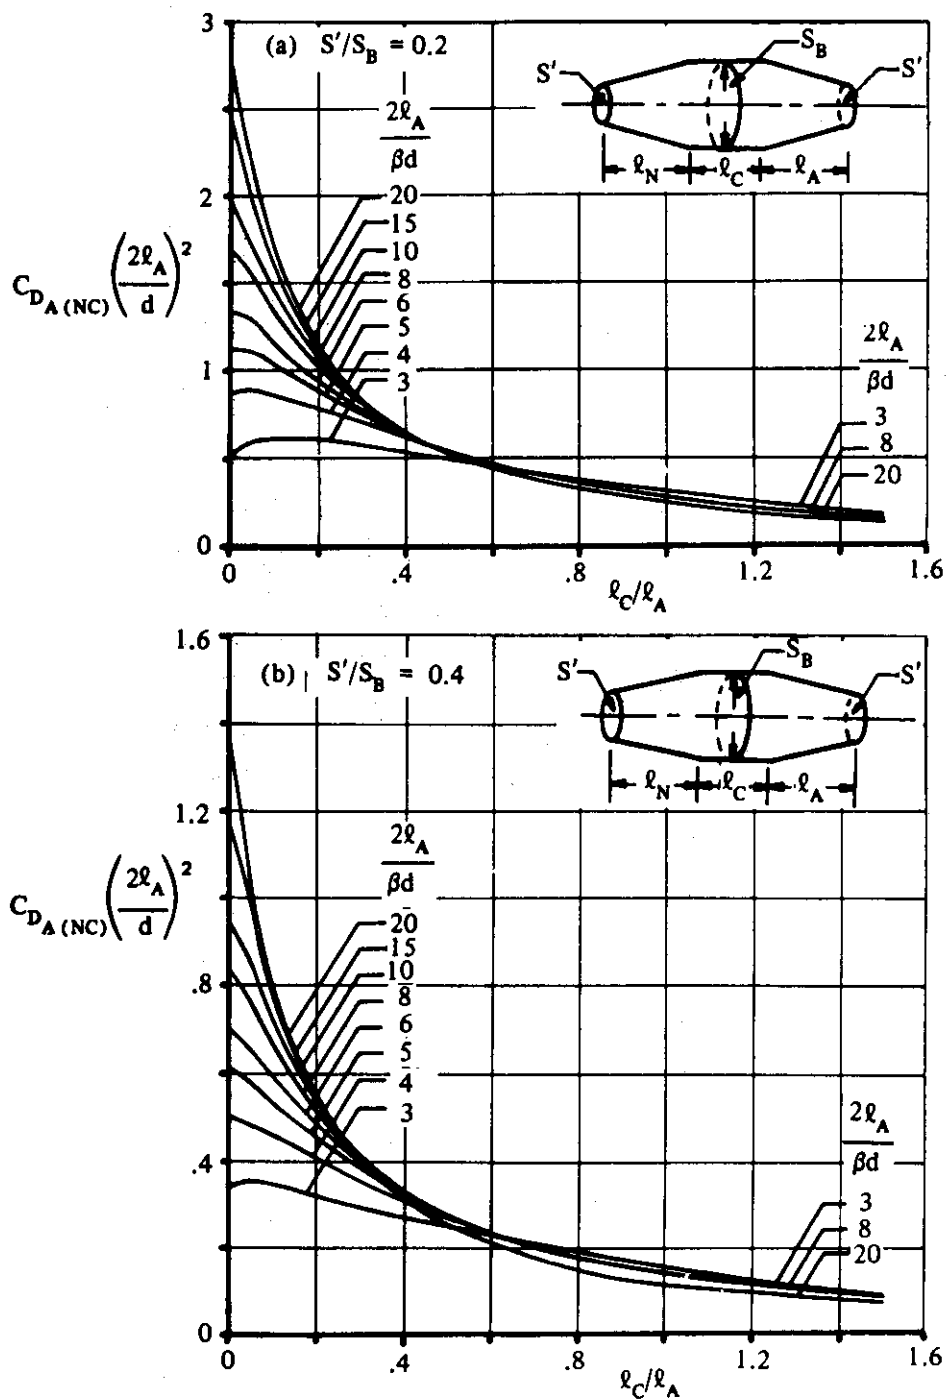 (a) S'/S_B = 0.2
S' S_B S'
ℓ_N ℓ_C ℓ_A
2ℓ_A
βd
20
15
10
8
6
5
4
3
C_D_A (NC) (2ℓ_A / d)^2
2ℓ_A
βd
3
8
20
3
2
1
0
0 .4 .8 1.2 1.6
ℓ_C/ℓ_A
(b) S'/S_B = 0.4
S' S_B S'
ℓ_N ℓ_C ℓ_A
2ℓ_A
βd
20
15
10
8
6
5
4
3
C_D_A (NC) (2ℓ_A / d)^2
2ℓ_A
βd
3
8
20
1.6
1.2
.8
.4
0
0 .4 .8 1.2 1.6
ℓ_C/ℓ_A